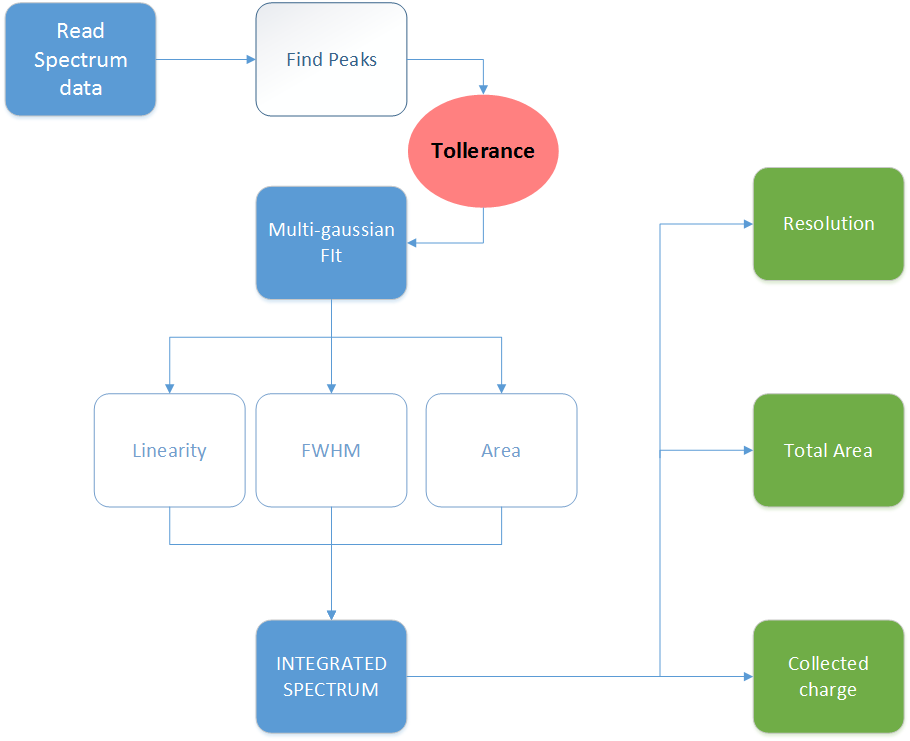 Read
Spectrum
data
Find Peaks
Tollerance
Multi-gaussian
FIt
Resolution
Linearity
FWHM
Area
Total Area
INTEGRATED
SPECTRUM
Collected
charge